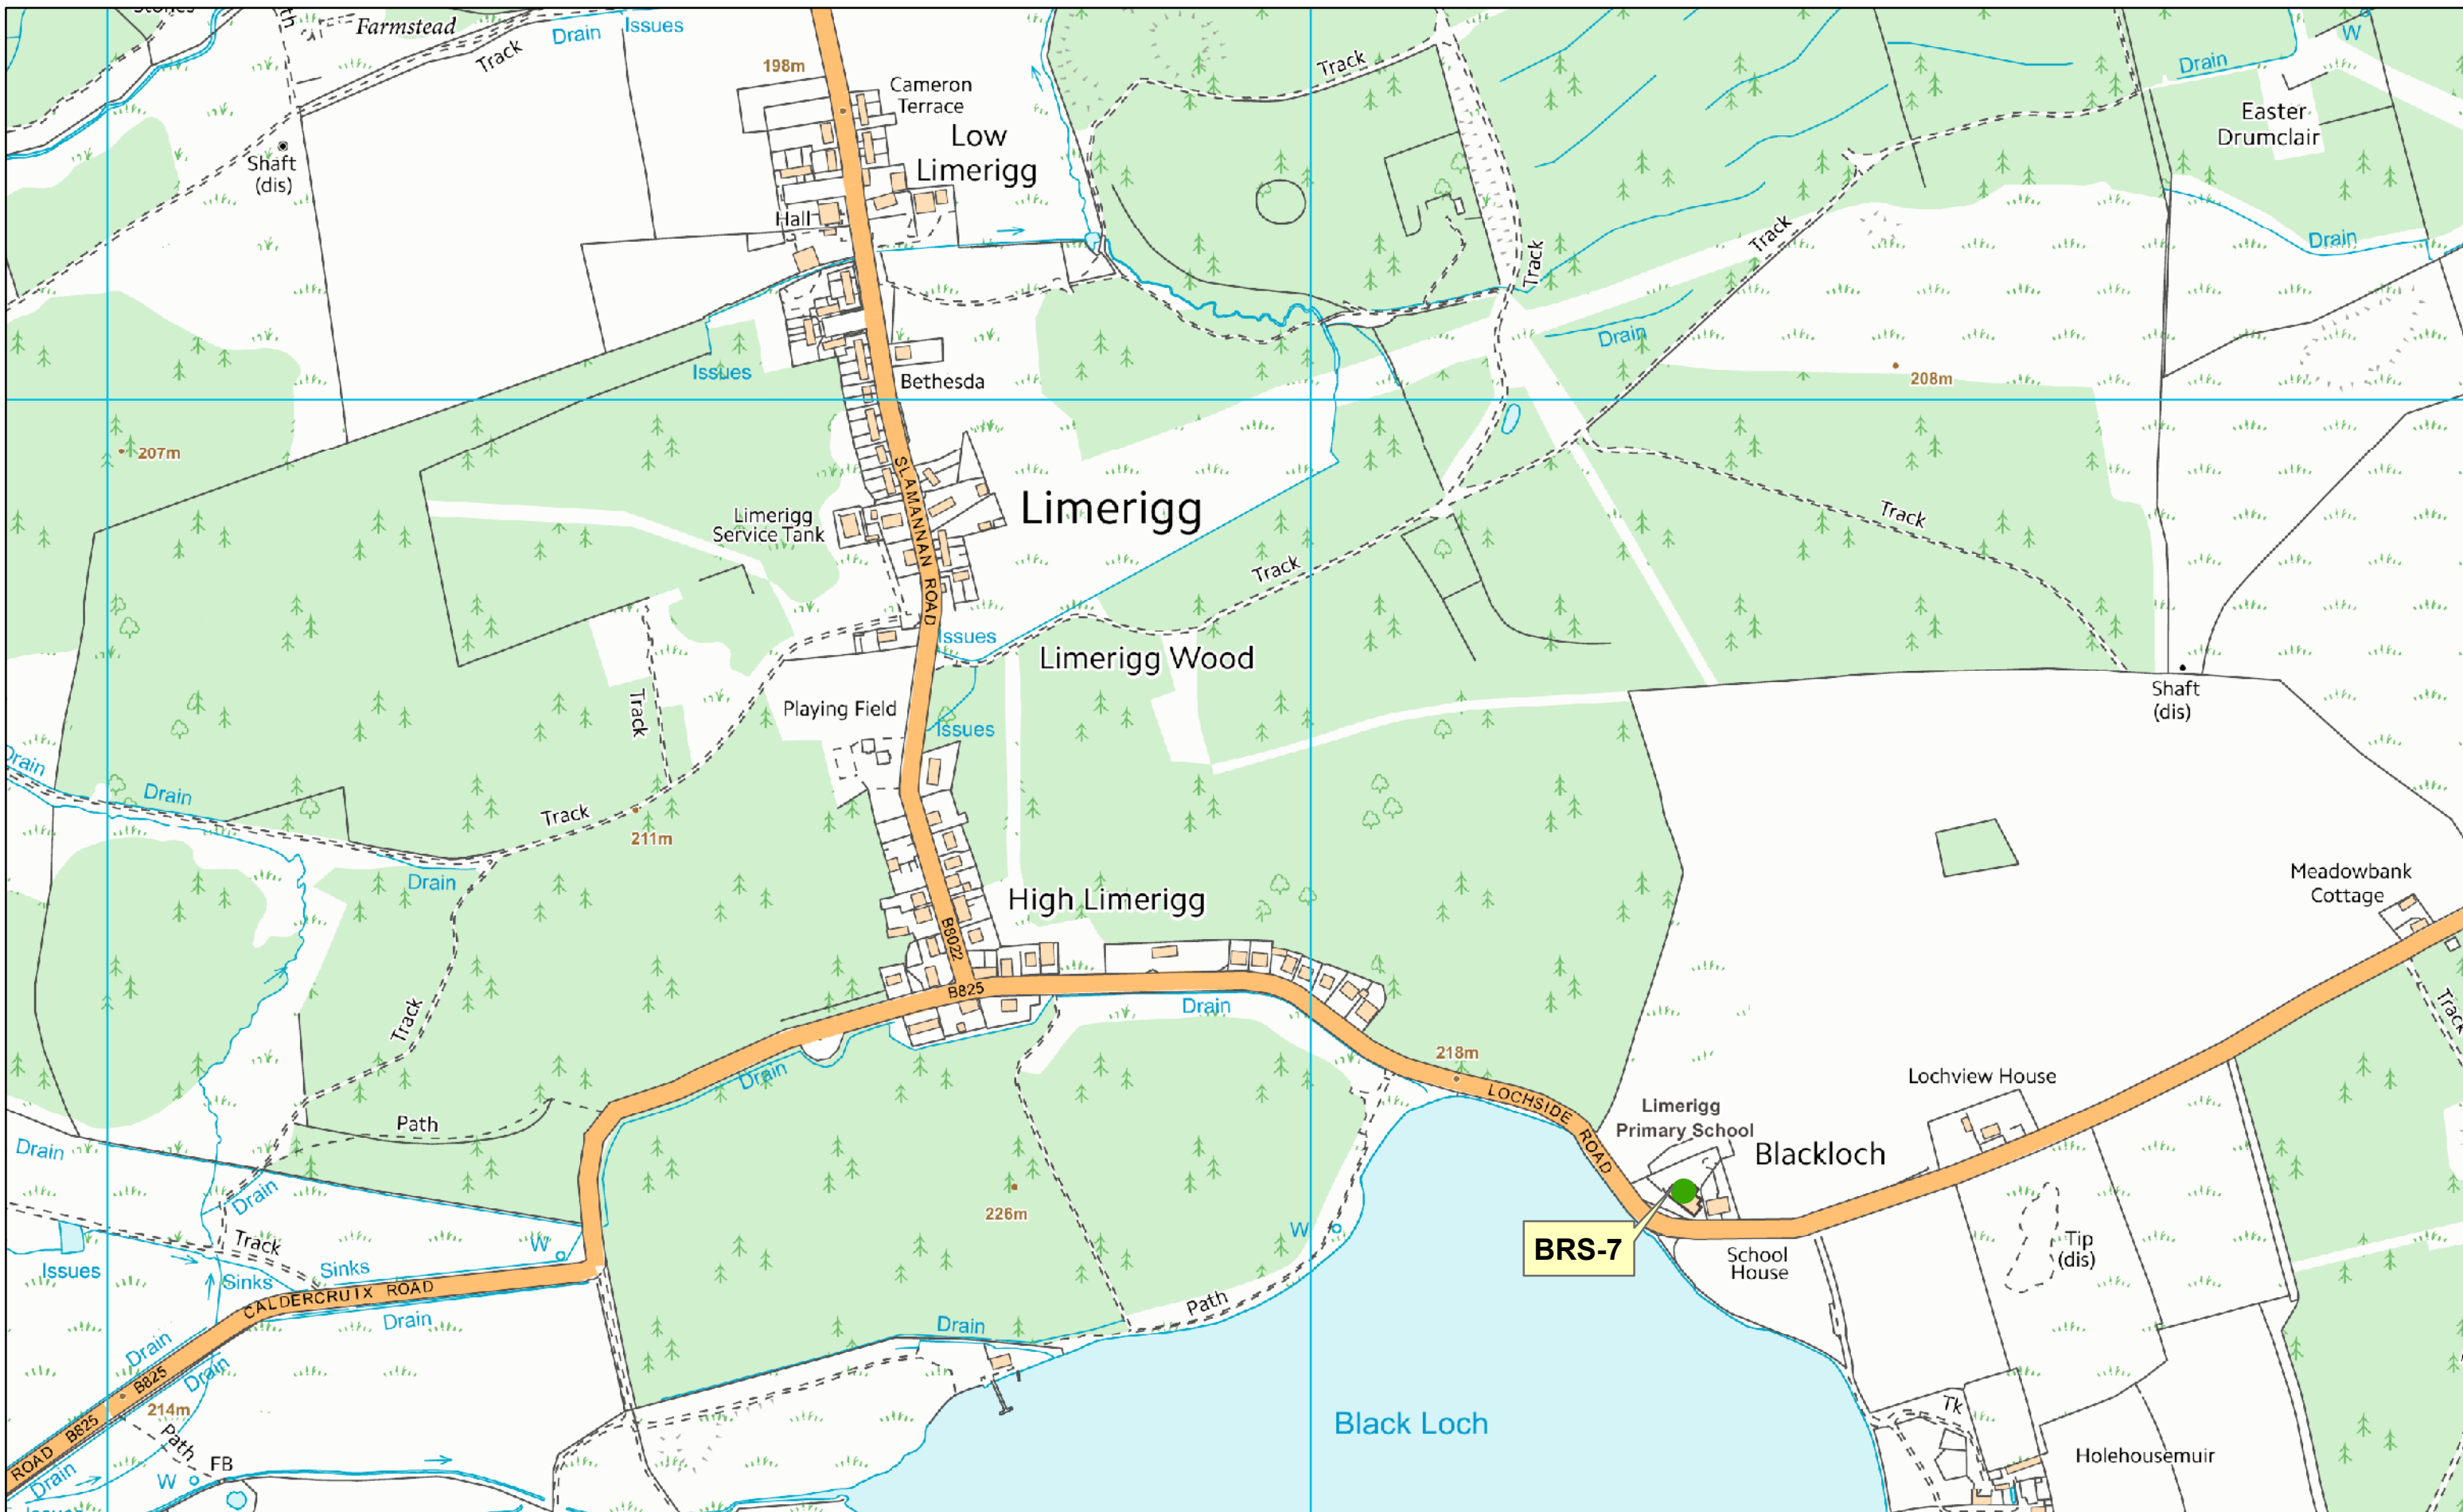 Farmstead
Track
Drain
Issues
198m
Cameron
Terrace
Low
Limerigg
Track
Drain
W
Easter
Drumclair
Shaft
(dis)
Hall
Track
Track
Drain
Drain
Issues
Bethesda
208m
207m
SLAMANNAN ROAD
Limerigg
Limerigg
Service Tank
Track
Track
Issues
Limerigg Wood
Track
Playing Field
Issues
Shaft
(dis)
Drain
Drain
Track
211m
Drain
Meadowbank
Cottage
High Limerigg
B8022
B825
Drain
Track
Track
218m
Drain
LOCHSIDE ROAD
Lochview House
Limerigg
Primary School
Blackloch
Path
Drain
Drain
226m
W
W
BRS-7
Track
Issues
Sinks
Sinks
School
House
Tip
(dis)
CALDERCRUIX ROAD
Drain
Path
Drain
Drain
Drain
B825
214m
Path
Black Loch
Tk
ROAD B825
Drain
W
FB
Holehousemuir